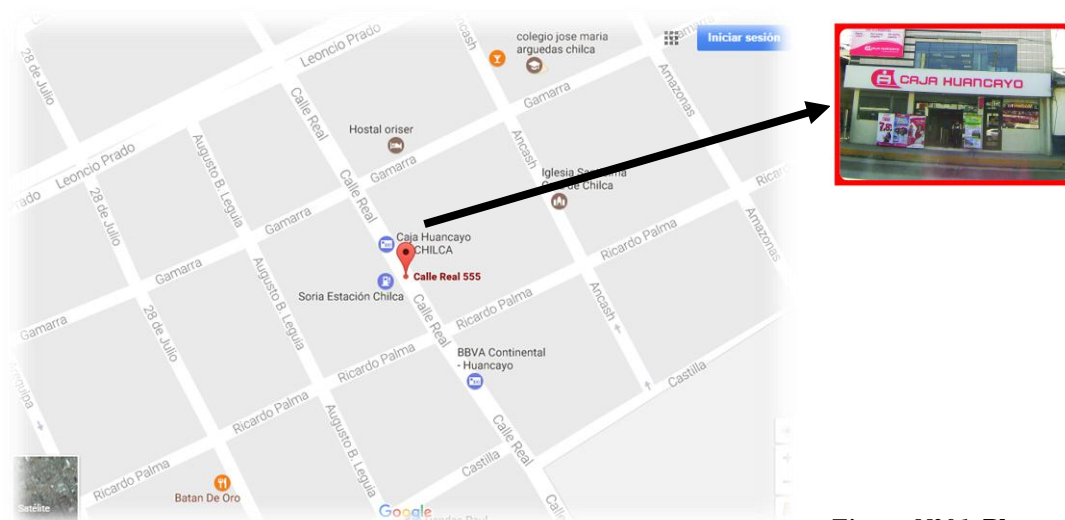 Leoncio Prado
Cash
colegio jose maria
arguedas chilca
Iniciar sesión
28 de Julio
Calle Real
Gamarra
Amazonas
CAJA HUANCAYO
Hostal oriser
Augusto B. Leguia
Ancash
Gamarra
Leoncio Prado
28 de Julio
Calle Real
Gamarra
Ricardo Palma
Amazonas
Caja Huancayo
CHILCA
Calle Real 555
Gamarra
Augusto B. Leguia
Soria Estación Chilca
Calle Real
Ricardo Palma
Ancash
28 de Julio
Gamarra
Ricardo Palma
BBVA Continental
- Huancayo
Castilla
Ricardo Palma
Augusto B. Leguia
Calle Real
Castilla
Ricardo Palma
Batan De Oro
Satélite
Google